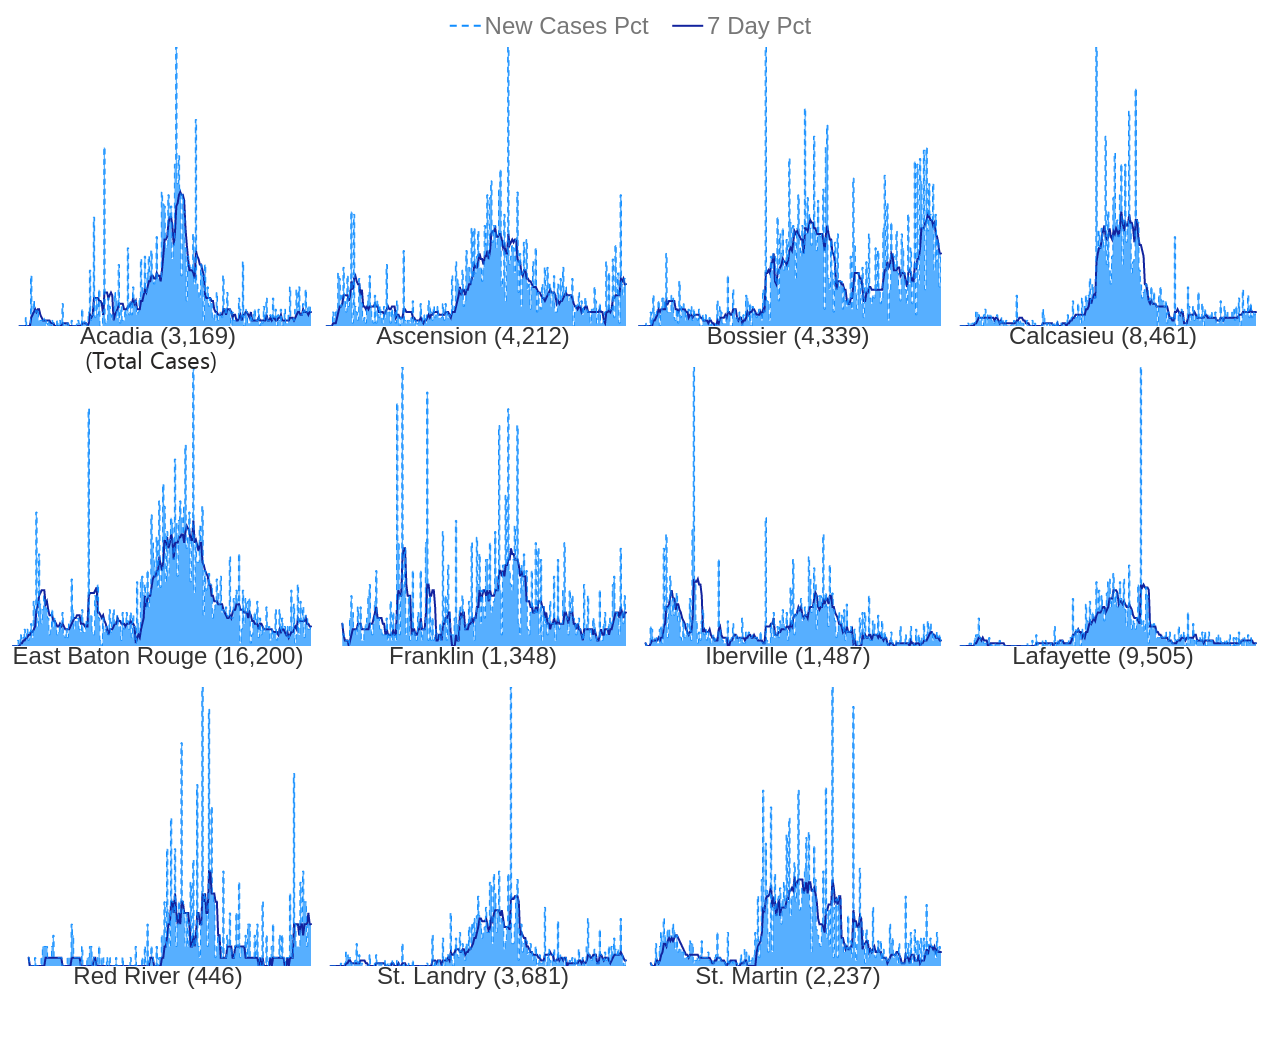 New Cases Pct 7 Day Pct
Acadia (3,169) Ascension (4,212) Bossier (4,339) Calcasieu (8,461)
(Total Cases)
East Baton Rouge (16,200) Franklin (1,348) Iberville (1,487) Lafayette (9,505)
Red River (446) St. Landry (3,681) St. Martin (2,237)